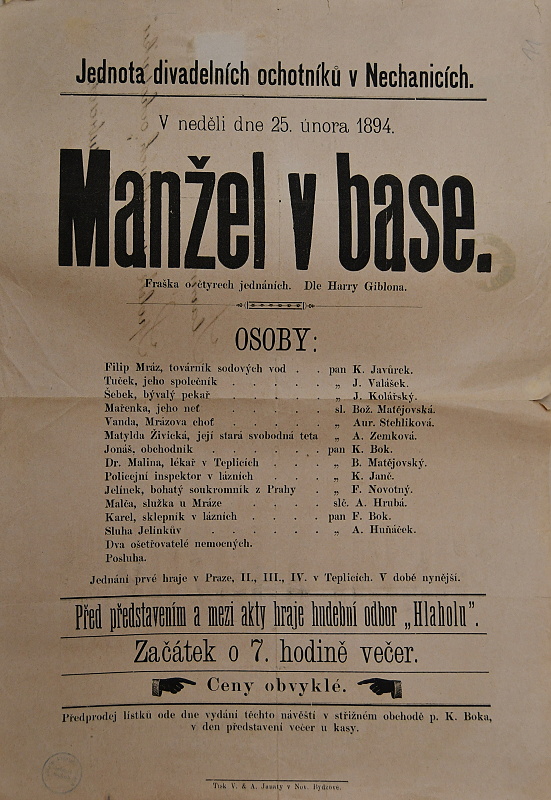 Jednota divadelních ochotníků v Nechanicích.
V neděli dne 25. února 1894.
Manžel v base.
Fraška o čtyrech jednáních. Dle Harry Giblona.
OSOBY:
Filip Mráz, továrník sodových vod . . pan K. Javůrek.
Tuček, jeho společník . . . . . „ J. Valášek.
Šebek, bývalý pekař . . . . . „ J. Kolářský.
Mařenka, jeho neť . . . . . sl. Bož. Matějovská.
Vanda, Mrázova choť . . . . . „ Aur. Stehlíková.
Matylda Živická, její stará svobodná teta „ A. Zemková.
Jonáš, obchodník . . . . . . pan K. Bok.
Dr. Malina, lékař v Teplicích . . . „ B. Matějovský.
Policejní inspektor v lázních . . . „ K. Janč.
Jelínek, bohatý soukromník z Prahy . „ F. Novotný.
Malča, služka u Mráze . . . . slč. A. Hrubá.
Karel, sklepník v lázních . . . . pan F. Bok.
Sluha Jelínkův . . . . . „ A. Huňáček.
Dva ošetřovatelé nemocných.
Posluha.
Jednání prvé hraje v Praze, II., III., IV. v Teplicích. V době nynější.
Před představením a mezi akty hraje hudební odbor „Hlaholu“.
Začátek o 7. hodině večer.
Ceny obvyklé.
Předprodej lístků ode dne vydání těchto návěští v střižném obchodě p. K. Boka,
v den představení večer u kasy.
Tisk V. & A. Janaty v Nov. Bydžově.